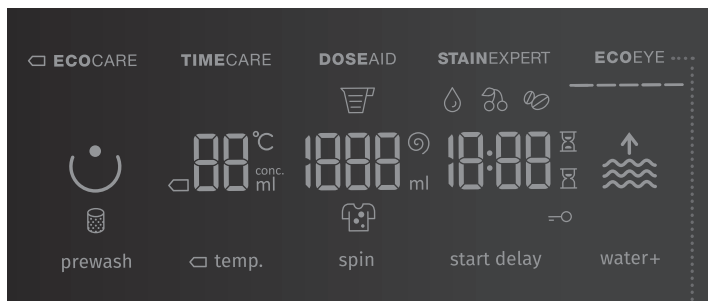 ECOCARE TIMECARE DOSEAID STAINEXPERT ECOEYE
88 °C 1888 18:88
conc.
ml ml
prewash temp. spin start delay water+